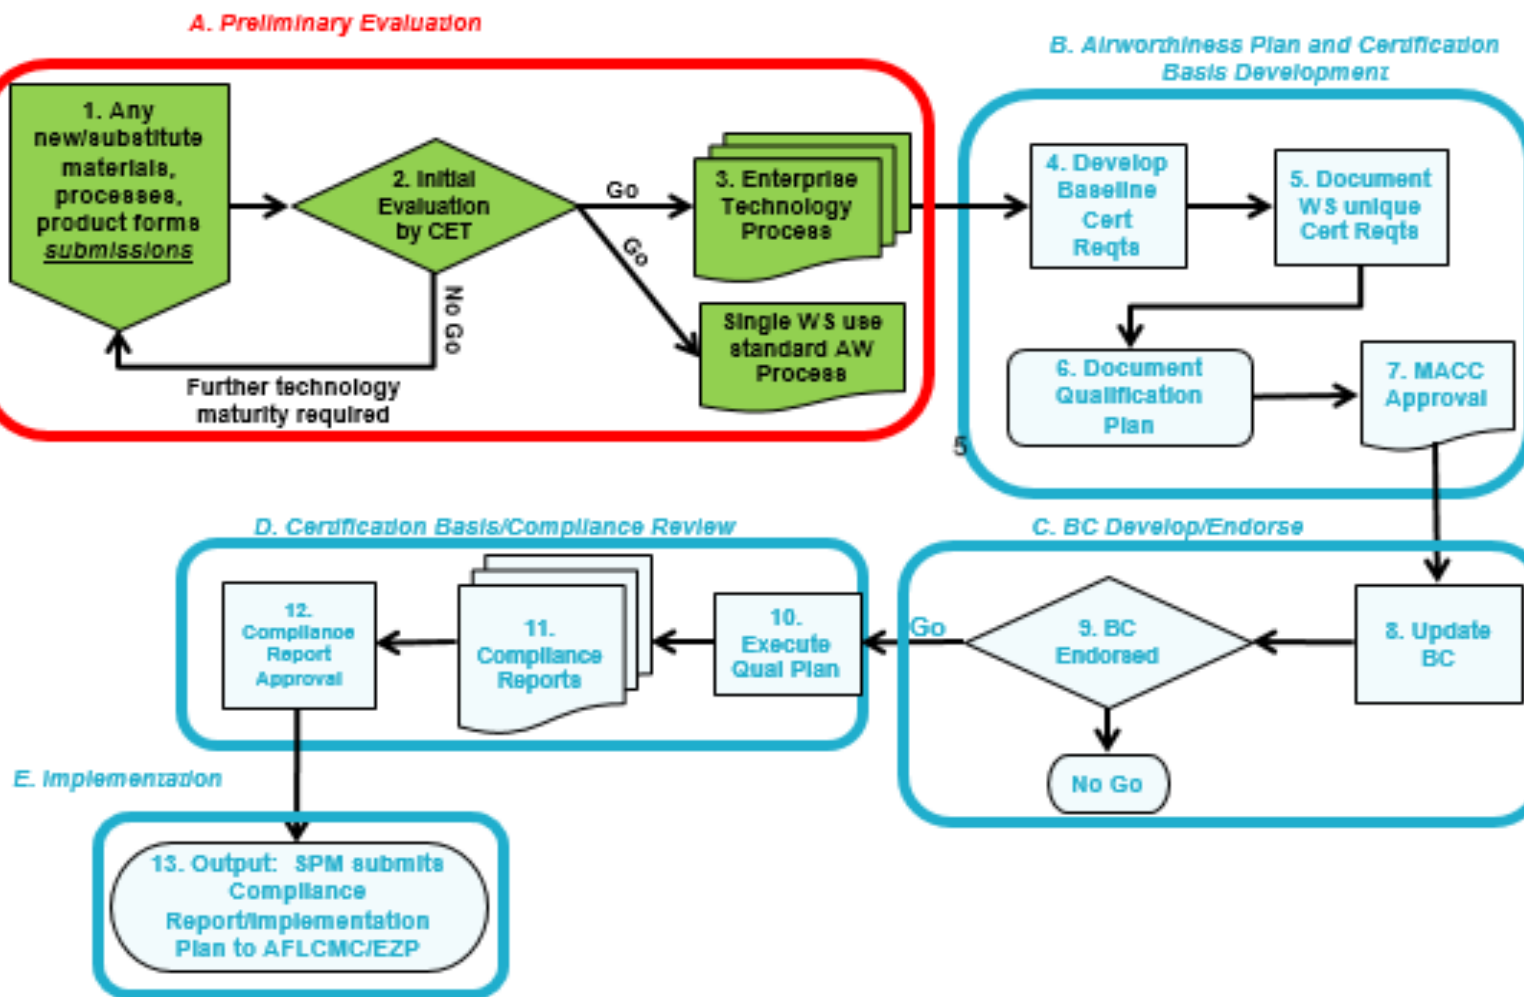 A. Preliminary Evaluation
1. Any
new/substitute
materials,
processes,
product forms
submissions
2. Initial
Evaluation
by CET
Go
Go
No Go
Further technology
maturity required
3. Enterprise
Technology
Process
Single WS use
standard AW
Process
B. Airworthiness Plan and Certification
Basis Development
4. Develop
Baseline
Cert
Reqts
5. Document
WS unique
Cert Reqts
6. Document
Qualification
Plan
7. MACC
Approval
5
C. BC Develop/Endorse
8. Update
BC
9. BC
Endorsed
Go
No Go
D. Certification Basis/Compliance Review
10.
Execute
Qual Plan
11.
Compliance
Reports
12.
Compliance
Report
Approval
E. Implementation
13. Output: SPM submits
Compliance
Report/Implementation
Plan to AFLCMC/EZP